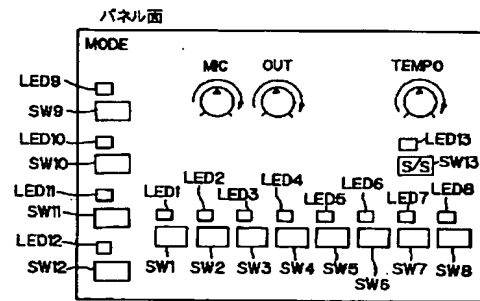 パネル面
MODE
MIC OUT TEMPO
LED9
SW9
LED10
LED13
SW10
S/S SW13
LED11
LED1 LED2 LED3 LED4 LED5 LED6 LED7 LED8
SW11
LED12
SW12
SW1 SW2 SW3 SW4 SW5 SW6 SW7 SW8